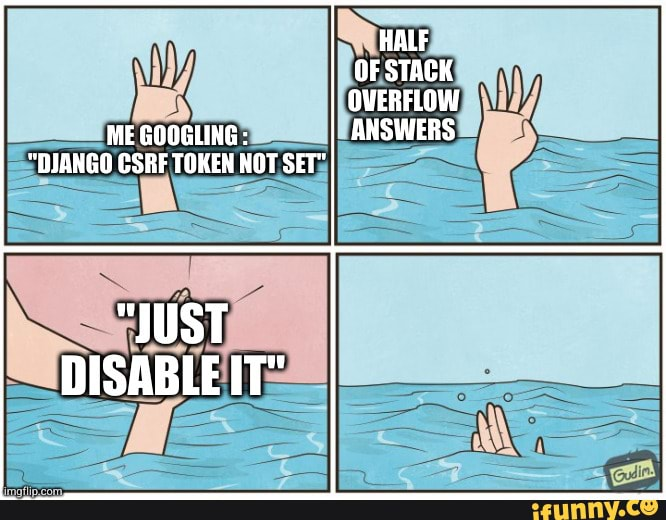 ME GOOGLING :
"DJANGO CSRF TOKEN NOT SET"
HALF
OF STACK
OVERFLOW
ANSWERS
"JUST
DISABLE IT"
Gudim.
imgflip.com
ifunny.co